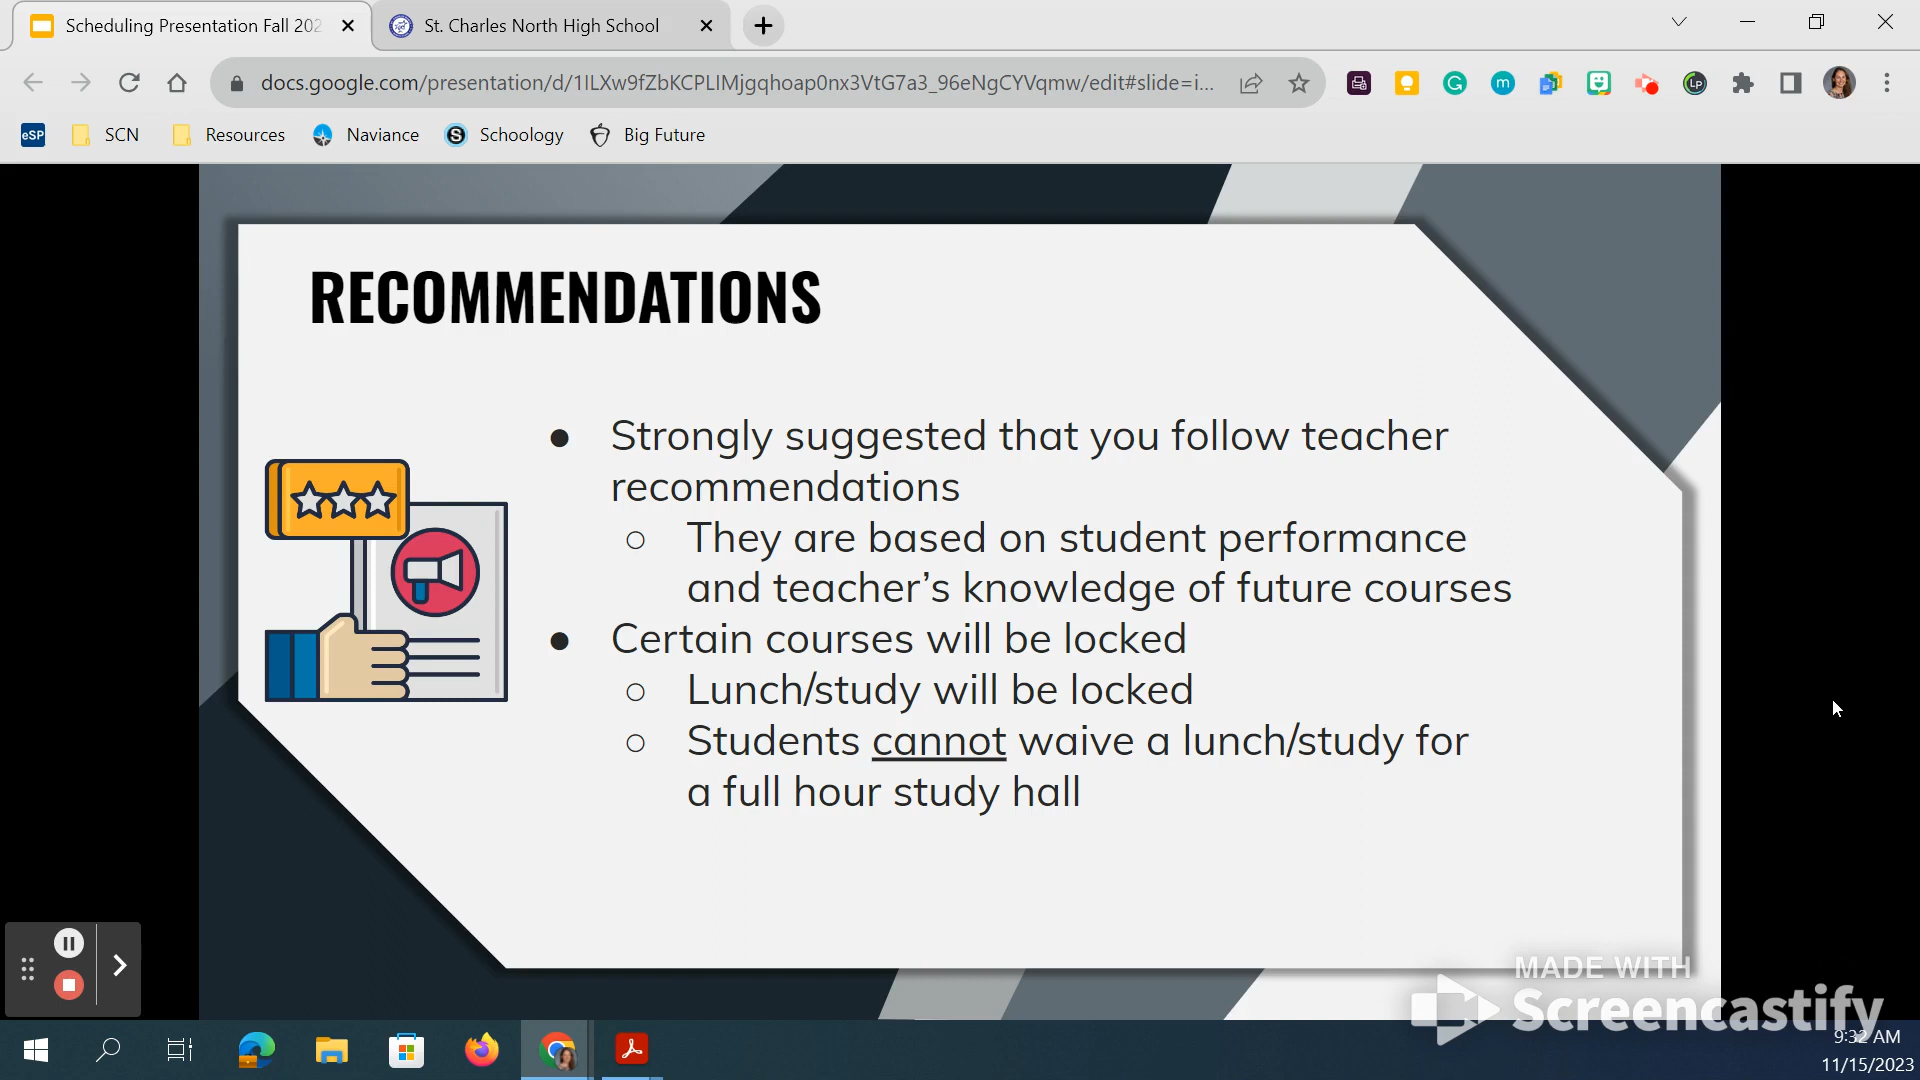 Scheduling Presentation Fall 202
St. Charles North High School
docs.google.com/presentation/d/1ILXw9fZbKCPLIMjgqhoap0nx3VtG7a3_96eNgCYVqmw/edit#slide=i...
m
LP
eSP
SCN
Resources
Naviance
S
Schoology
Big Future
RECOMMENDATIONS
● Strongly suggested that you follow teacher
recommendations
○ They are based on student performance
and teacher’s knowledge of future courses
● Certain courses will be locked
○ Lunch/study will be locked
○ Students cannot waive a lunch/study for
a full hour study hall
MADE WITH
Screencastify
9:32 AM
11/15/2023